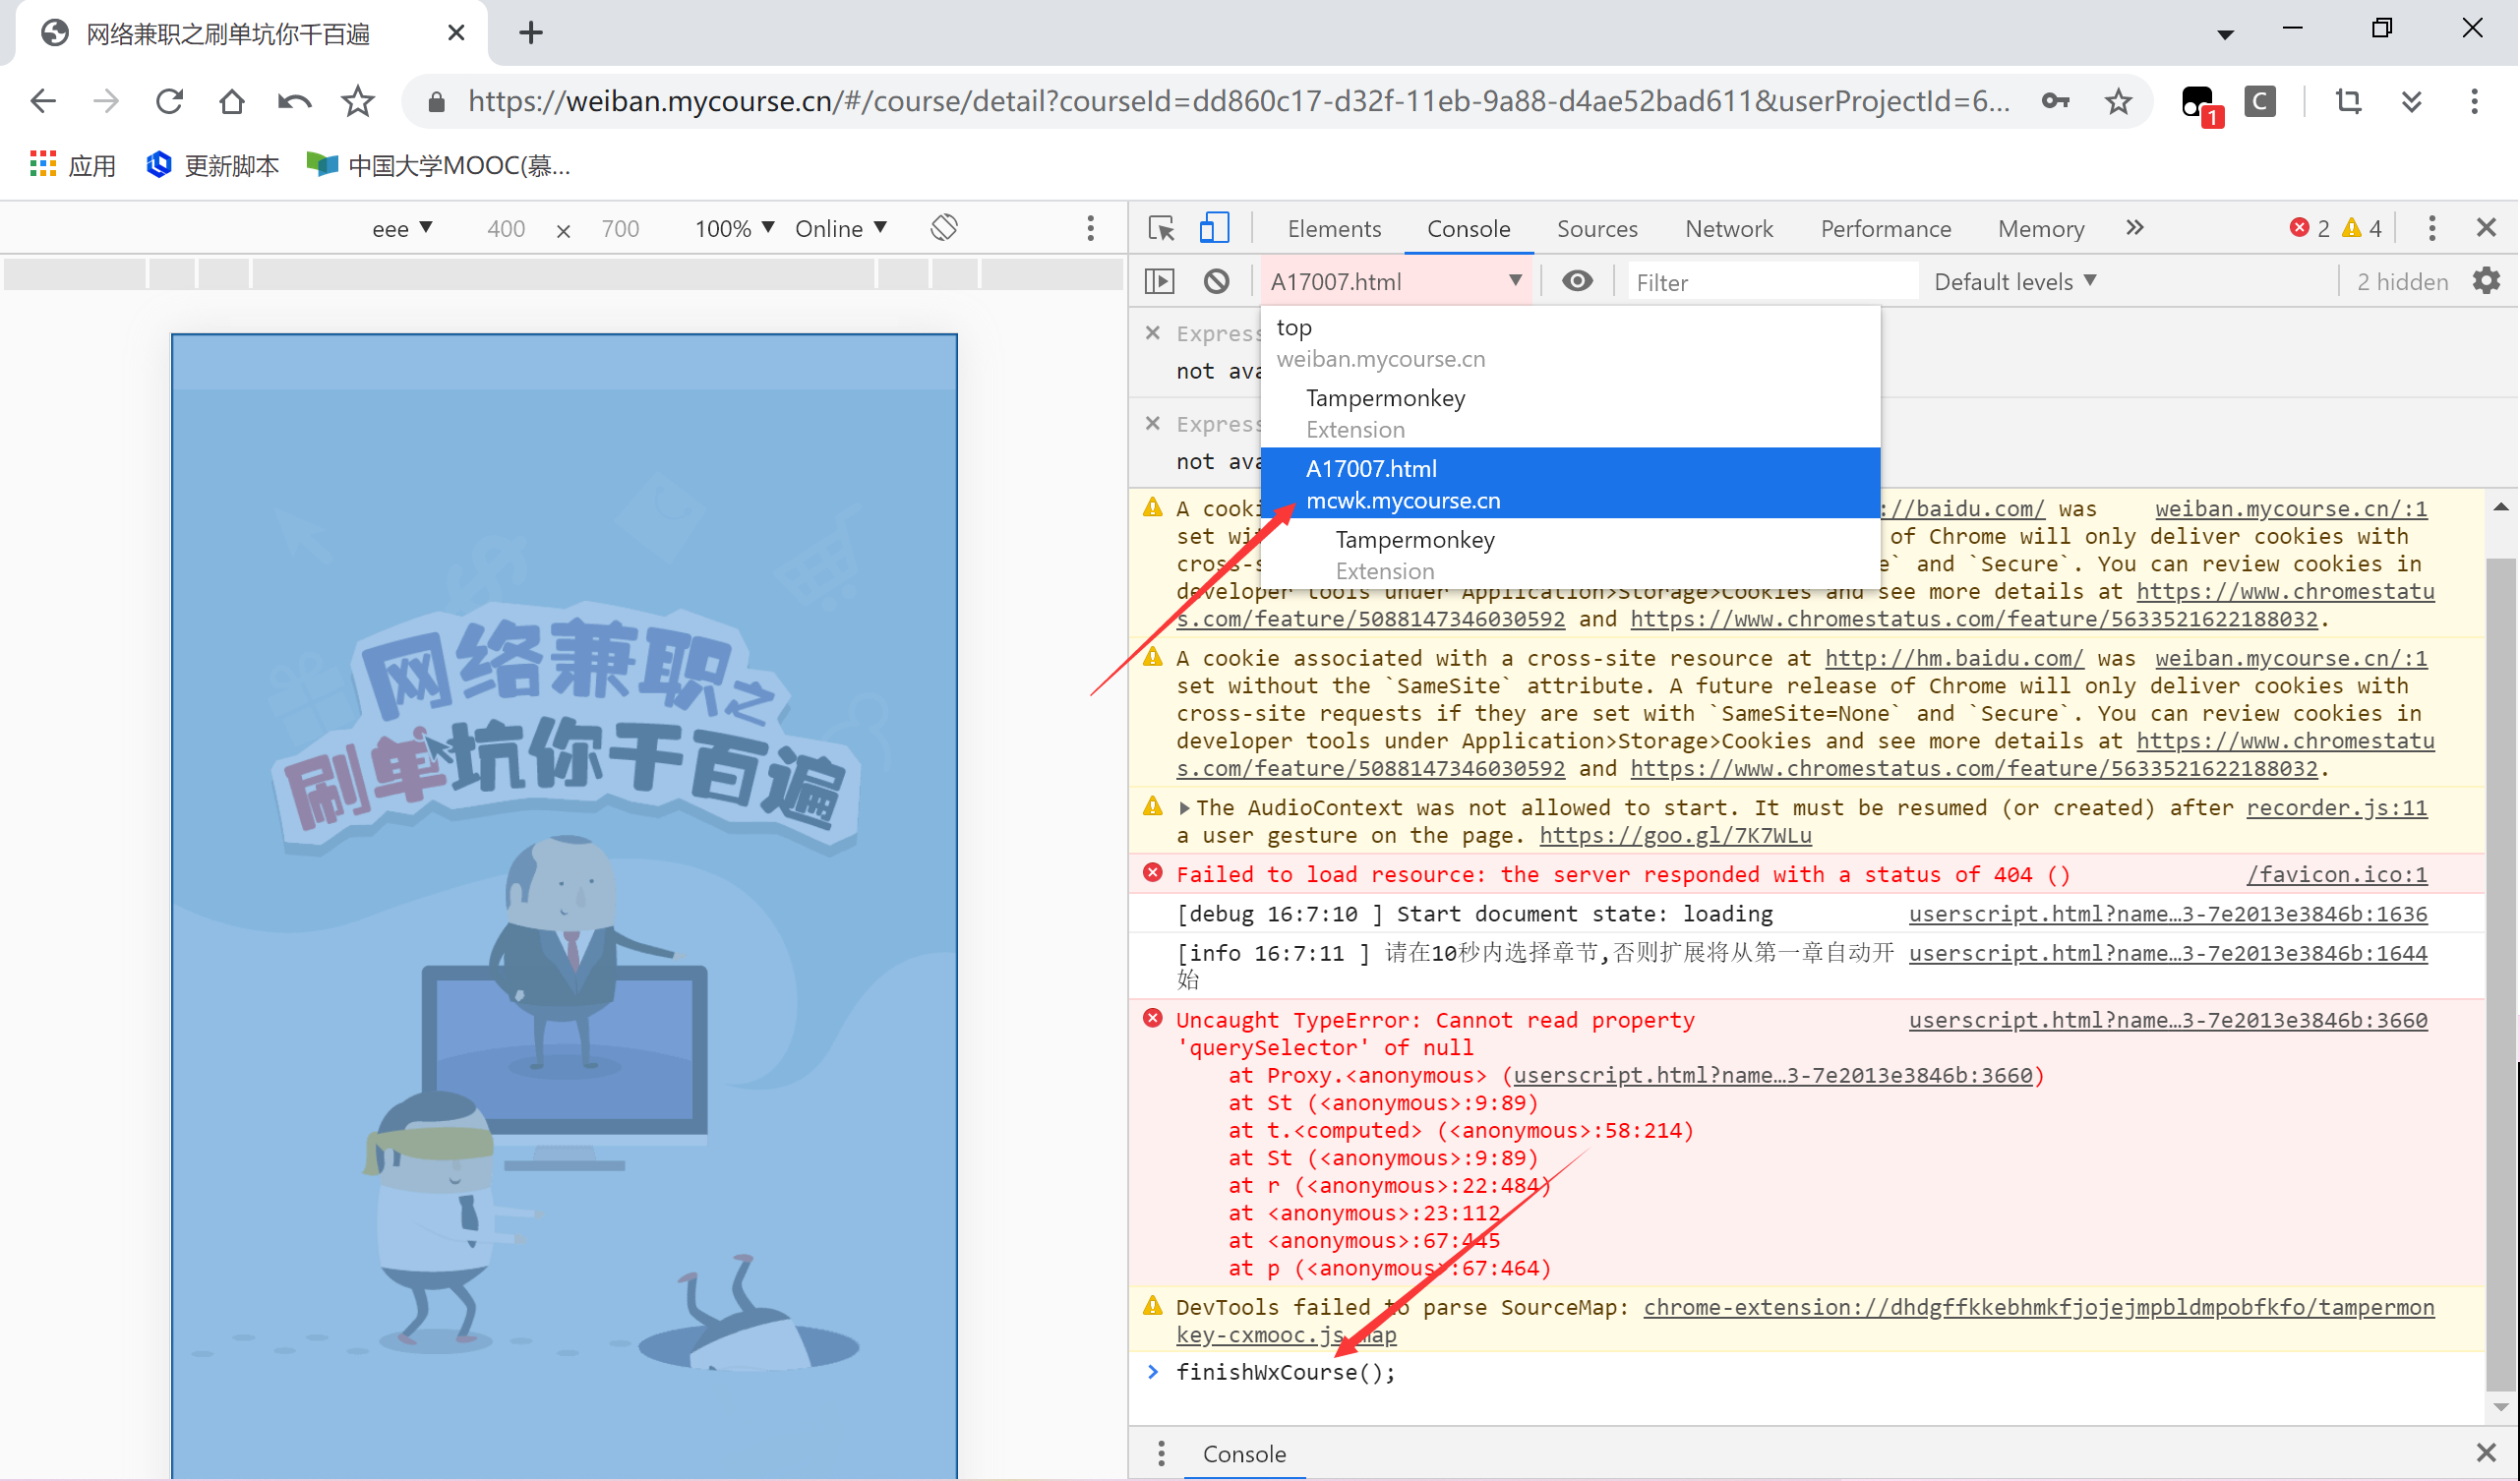 网络兼职之刷单坑你千百遍
https://weiban.mycourse.cn/#/course/detail?courseId=dd860c17-d32f-11eb-9a88-d4ae52bad611&userProjectId=6...
1
C
应用
更新脚本
中国大学MOOC(慕...
eee ▼ 400 × 700 100% ▼ Online ▼
Elements Console Sources Network Performance Memory » 2 4
A17007.html ▼ Filter Default levels ▼ 2 hidden
Express
not ava
Express
not ava
top
weiban.mycourse.cn
Tampermonkey
Extension
A17007.html
mcwk.mycourse.cn
Tampermonkey
Extension
网络兼职之
刷单坑你千百遍
A cooki ://baidu.com/ was weiban.mycourse.cn/:1
set wit of Chrome will only deliver cookies with
cross-s e` and `Secure`. You can review cookies in
developer tools under Application>Storage>Cookies and see more details at https://www.chromestatu
s.com/feature/5088147346030592 and https://www.chromestatus.com/feature/5633521622188032.
A cookie associated with a cross-site resource at http://hm.baidu.com/ was weiban.mycourse.cn/:1
set without the `SameSite` attribute. A future release of Chrome will only deliver cookies with
cross-site requests if they are set with `SameSite=None` and `Secure`. You can review cookies in
developer tools under Application>Storage>Cookies and see more details at https://www.chromestatu
s.com/feature/5088147346030592 and https://www.chromestatus.com/feature/5633521622188032.
The AudioContext was not allowed to start. It must be resumed (or created) after recorder.js:11
a user gesture on the page. https://goo.gl/7K7WLu
Failed to load resource: the server responded with a status of 404 () /favicon.ico:1
[debug 16:7:10 ] Start document state: loading userscript.html?name…3-7e2013e3846b:1636
[info 16:7:11 ] 请在10秒内选择章节,否则扩展将从第一章自动开 userscript.html?name…3-7e2013e3846b:1644
始
Uncaught TypeError: Cannot read property userscript.html?name…3-7e2013e3846b:3660
'querySelector' of null
at Proxy.<anonymous> (userscript.html?name…3-7e2013e3846b:3660)
at St (<anonymous>:9:89)
at t.<computed> (<anonymous>:58:214)
at St (<anonymous>:9:89)
at r (<anonymous>:22:484)
at <anonymous>:23:112
at <anonymous>:67:445
at p (<anonymous>:67:464)
DevTools failed to parse SourceMap: chrome-extension://dhdgffkkebhmkfjojejmpbldmpobfkfo/tampermon
key-cxmooc.js.map
finishWxCourse();
Console